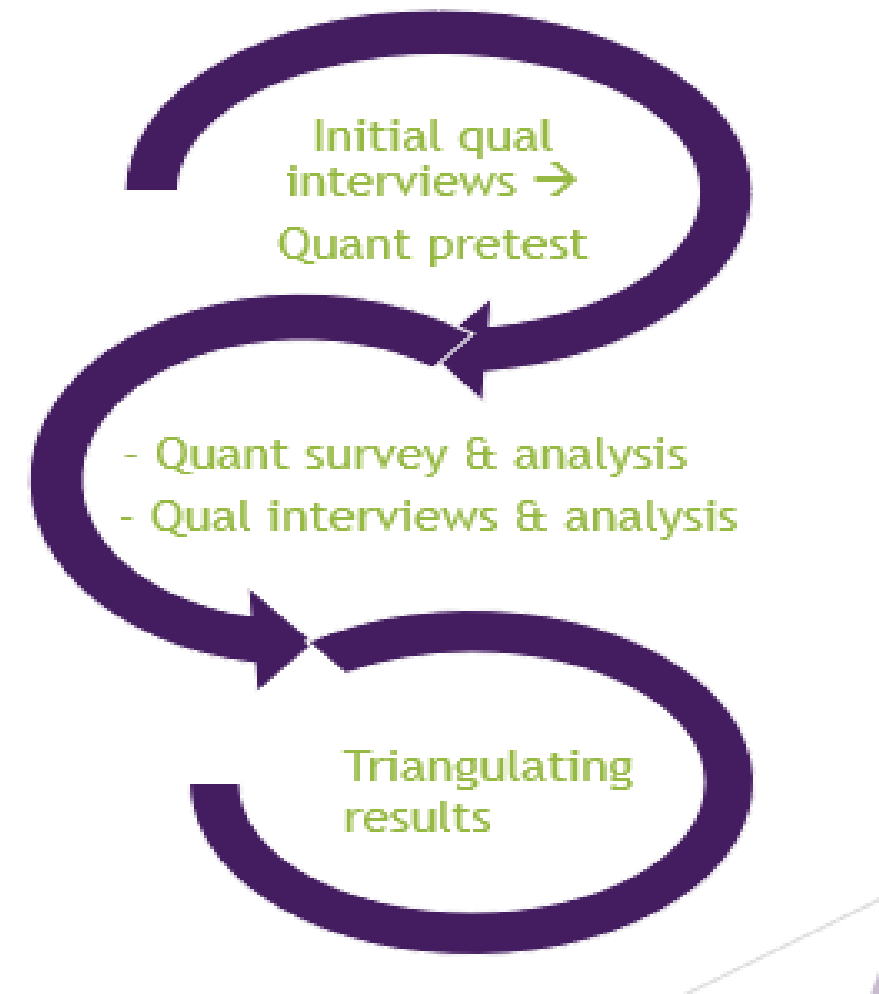 Initial qual
interviews →
Quant pretest
- Quant survey & analysis
- Qual interviews & analysis
Triangulating
results